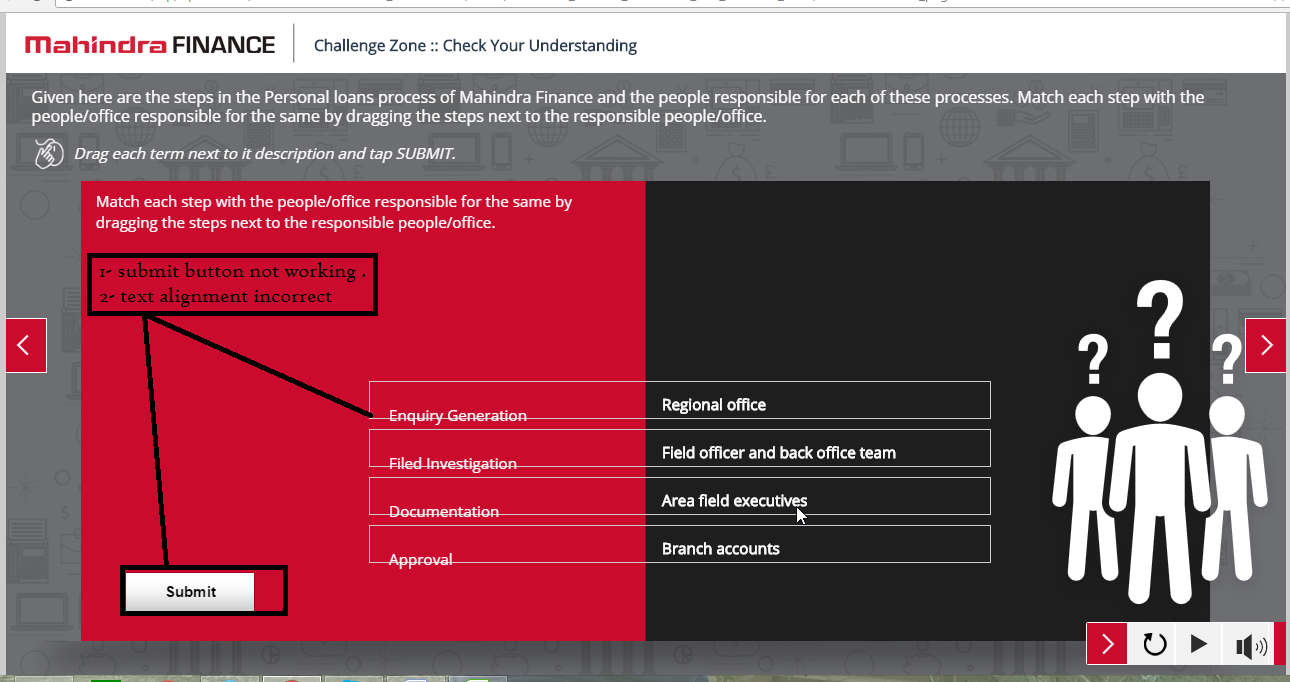 Mahindra FINANCE
Challenge Zone :: Check Your Understanding
Given here are the steps in the Personal loans process of Mahindra Finance and the people responsible for each of these processes. Match each step with the
people/office responsible for the same by dragging the steps next to the responsible people/office.
Drag each term next to it description and tap SUBMIT.
Match each step with the people/office responsible for the same by
dragging the steps next to the responsible people/office.
1- submit button not working .
2- text alignment incorrect
Enquiry Generation
Regional office
Filed Investigation
Field officer and back office team
Documentation
Area field executives
Approval
Branch accounts
Submit
? ? ?